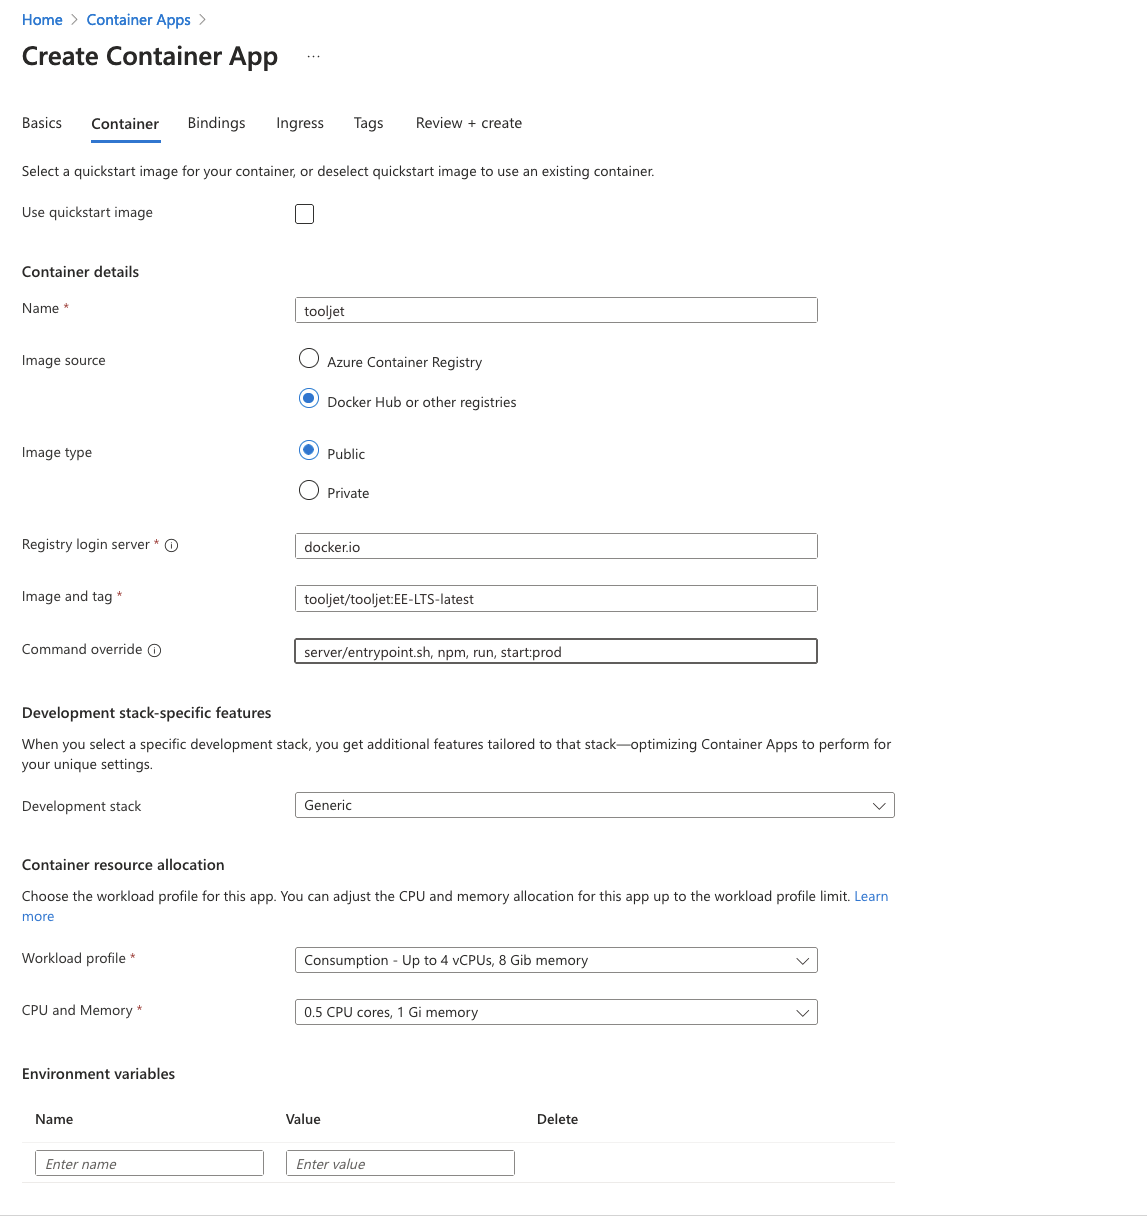 Home > Container Apps >
Create Container App ...
Basics Container Bindings Ingress Tags Review + create
Select a quickstart image for your container, or deselect quickstart image to use an existing container.
Use quickstart image
Container details
Name * tooljet
Image source Azure Container Registry
Docker Hub or other registries
Image type Public
Private
Registry login server * docker.io
Image and tag * tooljet/tooljet:EE-LTS-latest
Command override server/entrypoint.sh, npm, run, start:prod
Development stack-specific features
When you select a specific development stack, you get additional features tailored to that stack—optimizing Container Apps to perform for
your unique settings.
Development stack Generic
Container resource allocation
Choose the workload profile for this app. You can adjust the CPU and memory allocation for this app up to the workload profile limit. Learn
more
Workload profile * Consumption - Up to 4 vCPUs, 8 Gib memory
CPU and Memory * 0.5 CPU cores, 1 Gi memory
Environment variables
Name Value Delete
Enter name Enter value